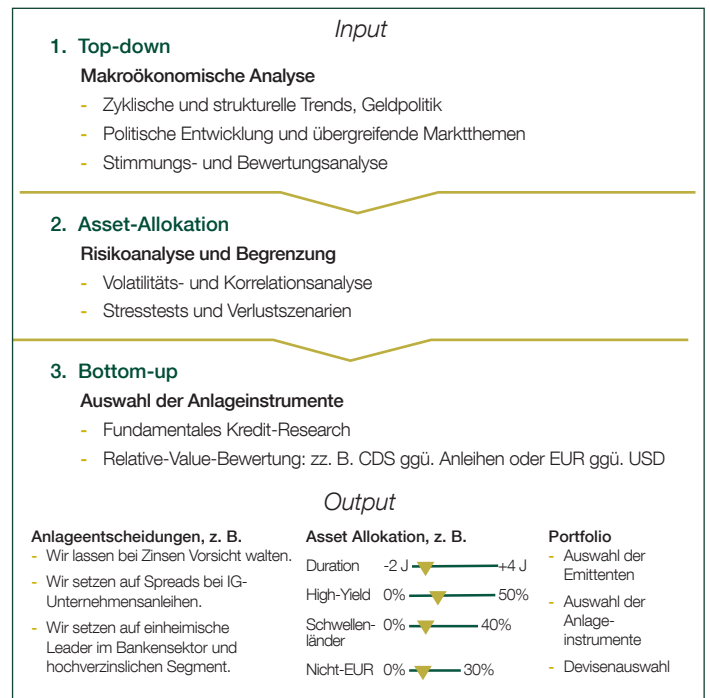 Input
1. Top-down
Makroökonomische Analyse
- Zyklische und strukturelle Trends, Geldpolitik
- Politische Entwicklung und übergreifende Marktthemen
- Stimmungs- und Bewertungsanalyse
2. Asset-Allokation
Risikoanalyse und Begrenzung
- Volatilitäts- und Korrelationsanalyse
- Stresstests und Verlustszenarien
3. Bottom-up
Auswahl der Anlageinstrumente
- Fundamentales Kredit-Research
- Relative-Value-Bewertung: zz. B. CDS ggü. Anleihen oder EUR ggü. USD
Output
Anlageentscheidungen, z. B.
- Wir lassen bei Zinsen Vorsicht walten.
- Wir setzen auf Spreads bei IG-
Unternehmensanleihen.
- Wir setzen auf einheimische
Leader im Bankensektor und
hochverzinslichen Segment.
Asset Allokation, z. B.
Duration -2 J +4 J
High-Yield 0% 50%
Schwellen-
länder 0% 40%
Nicht-EUR 0% 30%
Portfolio
- Auswahl der
Emittenten
- Auswahl der
Anlage-
instrumente
- Devisenauswahl